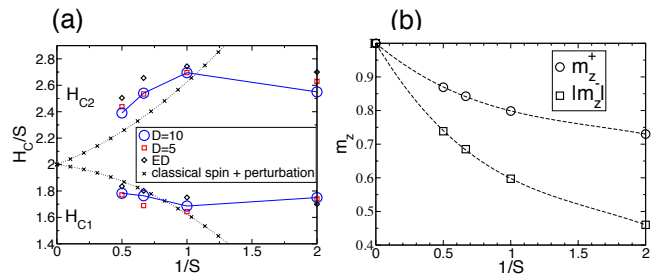 (a)
(b)
H_C/S
2.8
2.6
2.4
2.2
2
1.8
1.6
1.4
H_C2
H_C1
D=10
D=5
ED
classical spin + perturbation
0
0.5
1
1.5
2
1/S
m_z
1
0.9
0.8
0.7
0.6
0.5
0.4
m_z^+
|m_z^-|
0
0.5
1
1.5
2
1/S